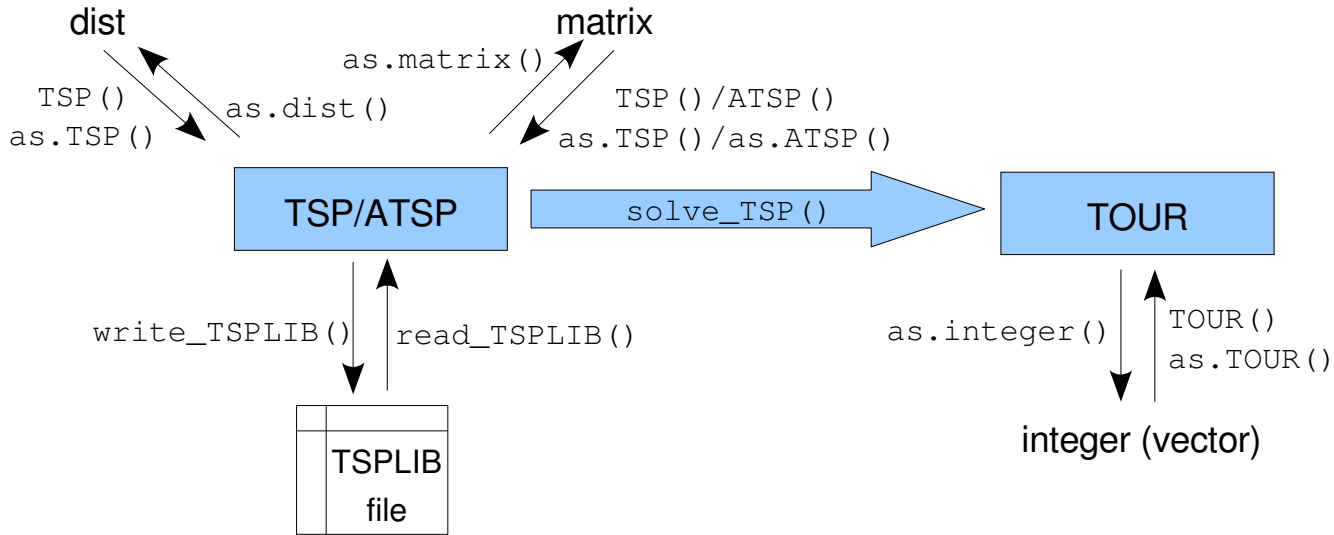 dist
matrix
as.matrix()
TSP()
as.TSP()
as.dist()
TSP()/ATSP()
as.TSP()/as.ATSP()
TSP/ATSP
solve_TSP()
TOUR
write_TSPLIB()
read_TSPLIB()
as.integer()
TOUR()
as.TOUR()
TSPLIB
file
integer (vector)